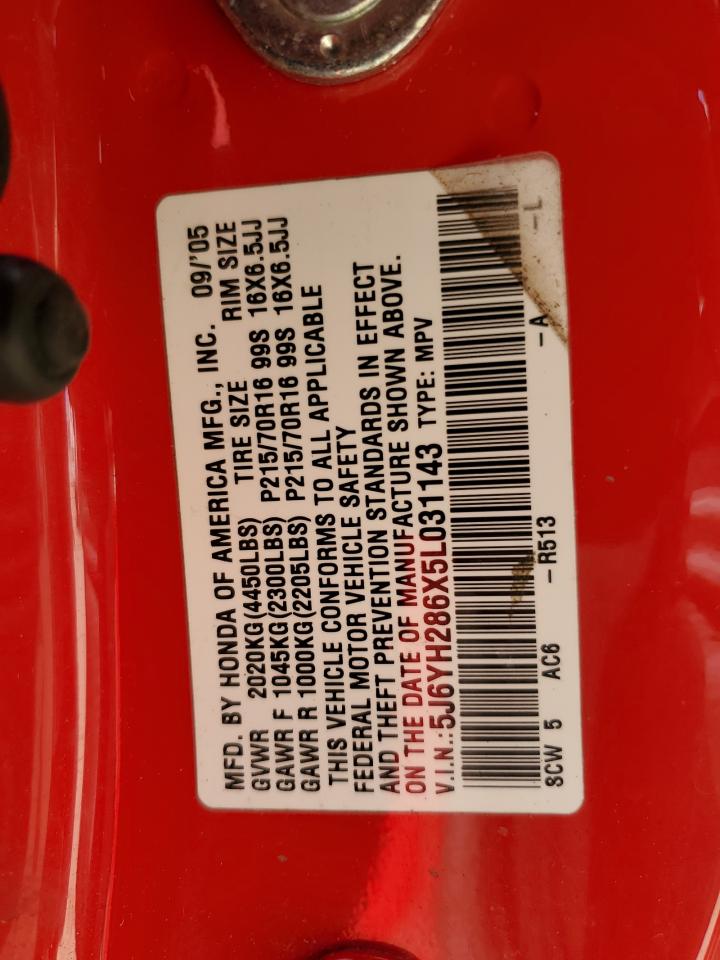 MFD. BY HONDA OF AMERICA MFG., INC. 09/'05
GVWR 2020KG(4450LBS) TIRE SIZE RIM SIZE
GAWR F 1045KG(2300LBS) P215/70R16 99S 16X6.5JJ
GAWR R 1000KG(2205LBS) P215/70R16 99S 16X6.5JJ
THIS VEHICLE CONFORMS TO ALL APPLICABLE
FEDERAL MOTOR VEHICLE SAFETY
AND THEFT PREVENTION STANDARDS IN EFFECT
ON THE DATE OF MANUFACTURE SHOWN ABOVE.
V.I.N.:5J6YH286X5L031143 TYPE: MPV
8CW 5 AC6 -R513 -A -L